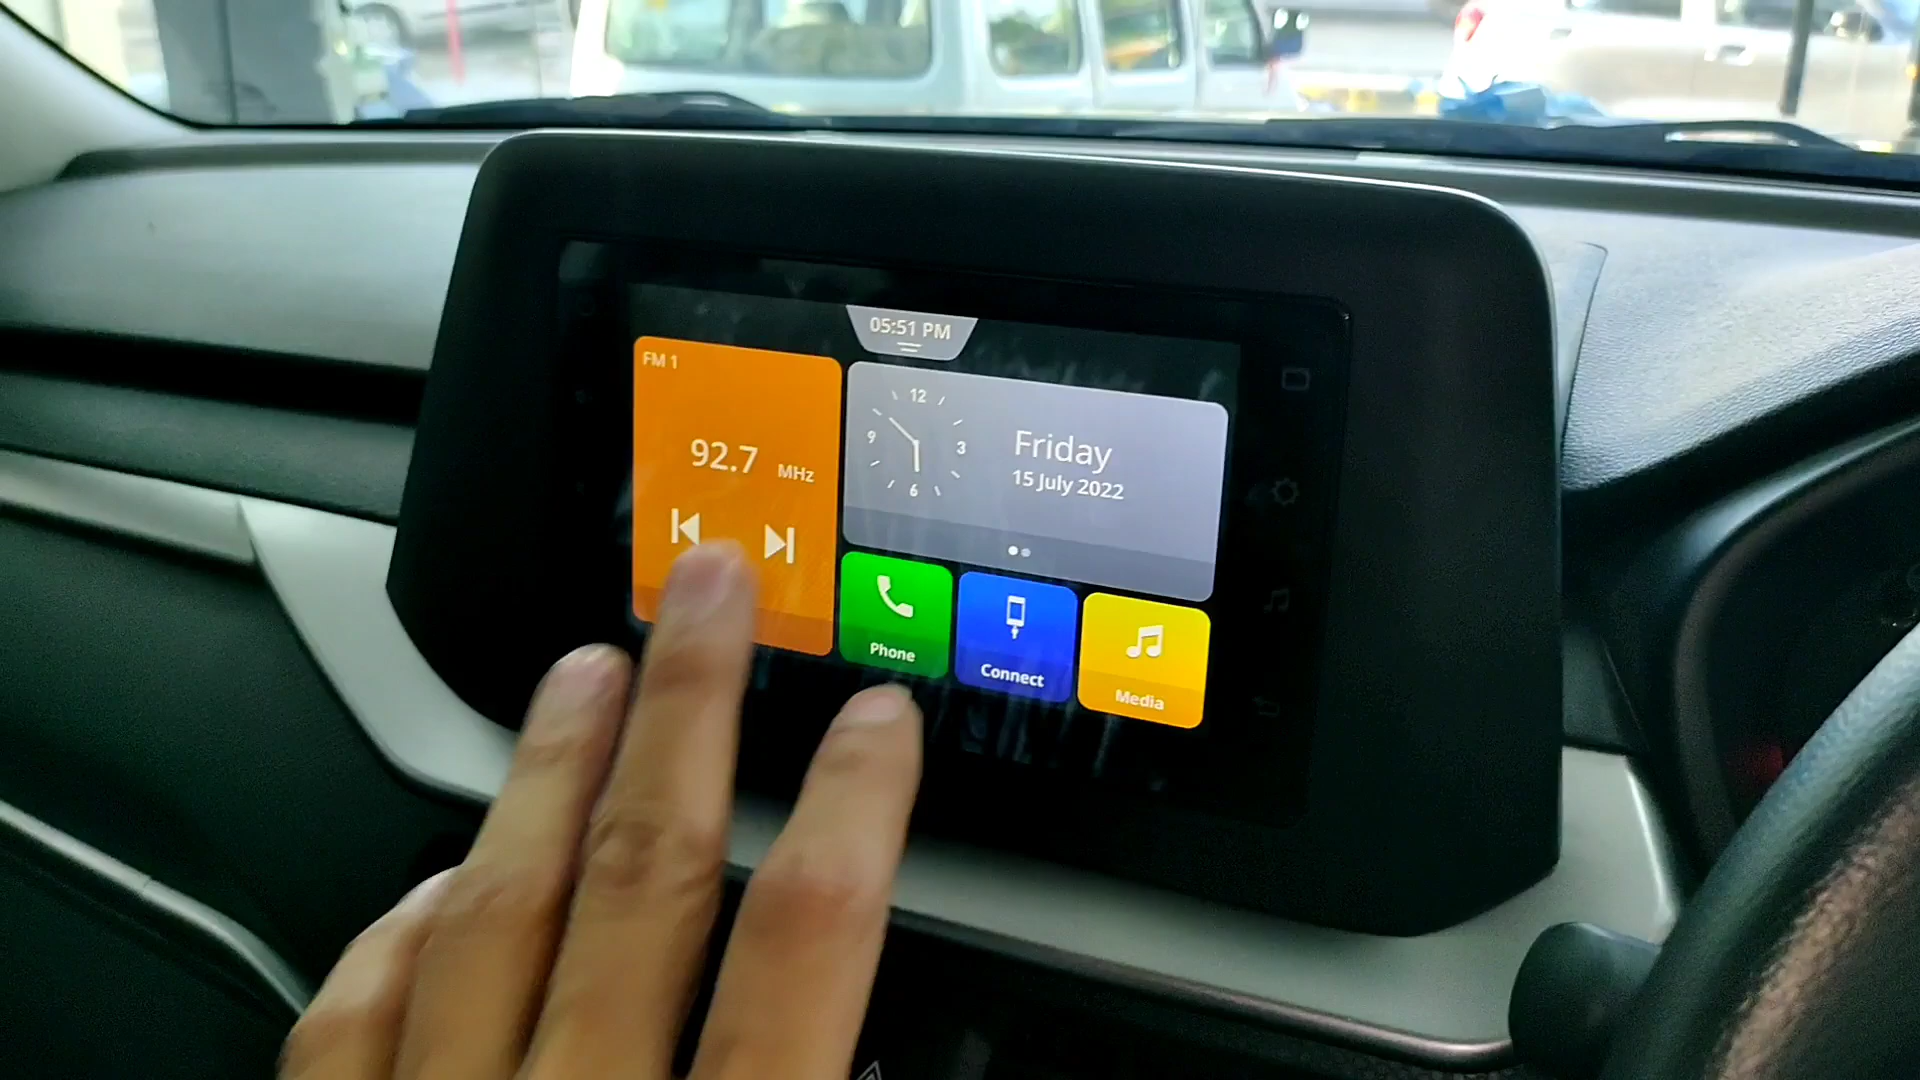 05:51 PM
FM 1
92.7 MHz
12
9
3
6
Friday
15 July 2022
Phone
Connect
Media